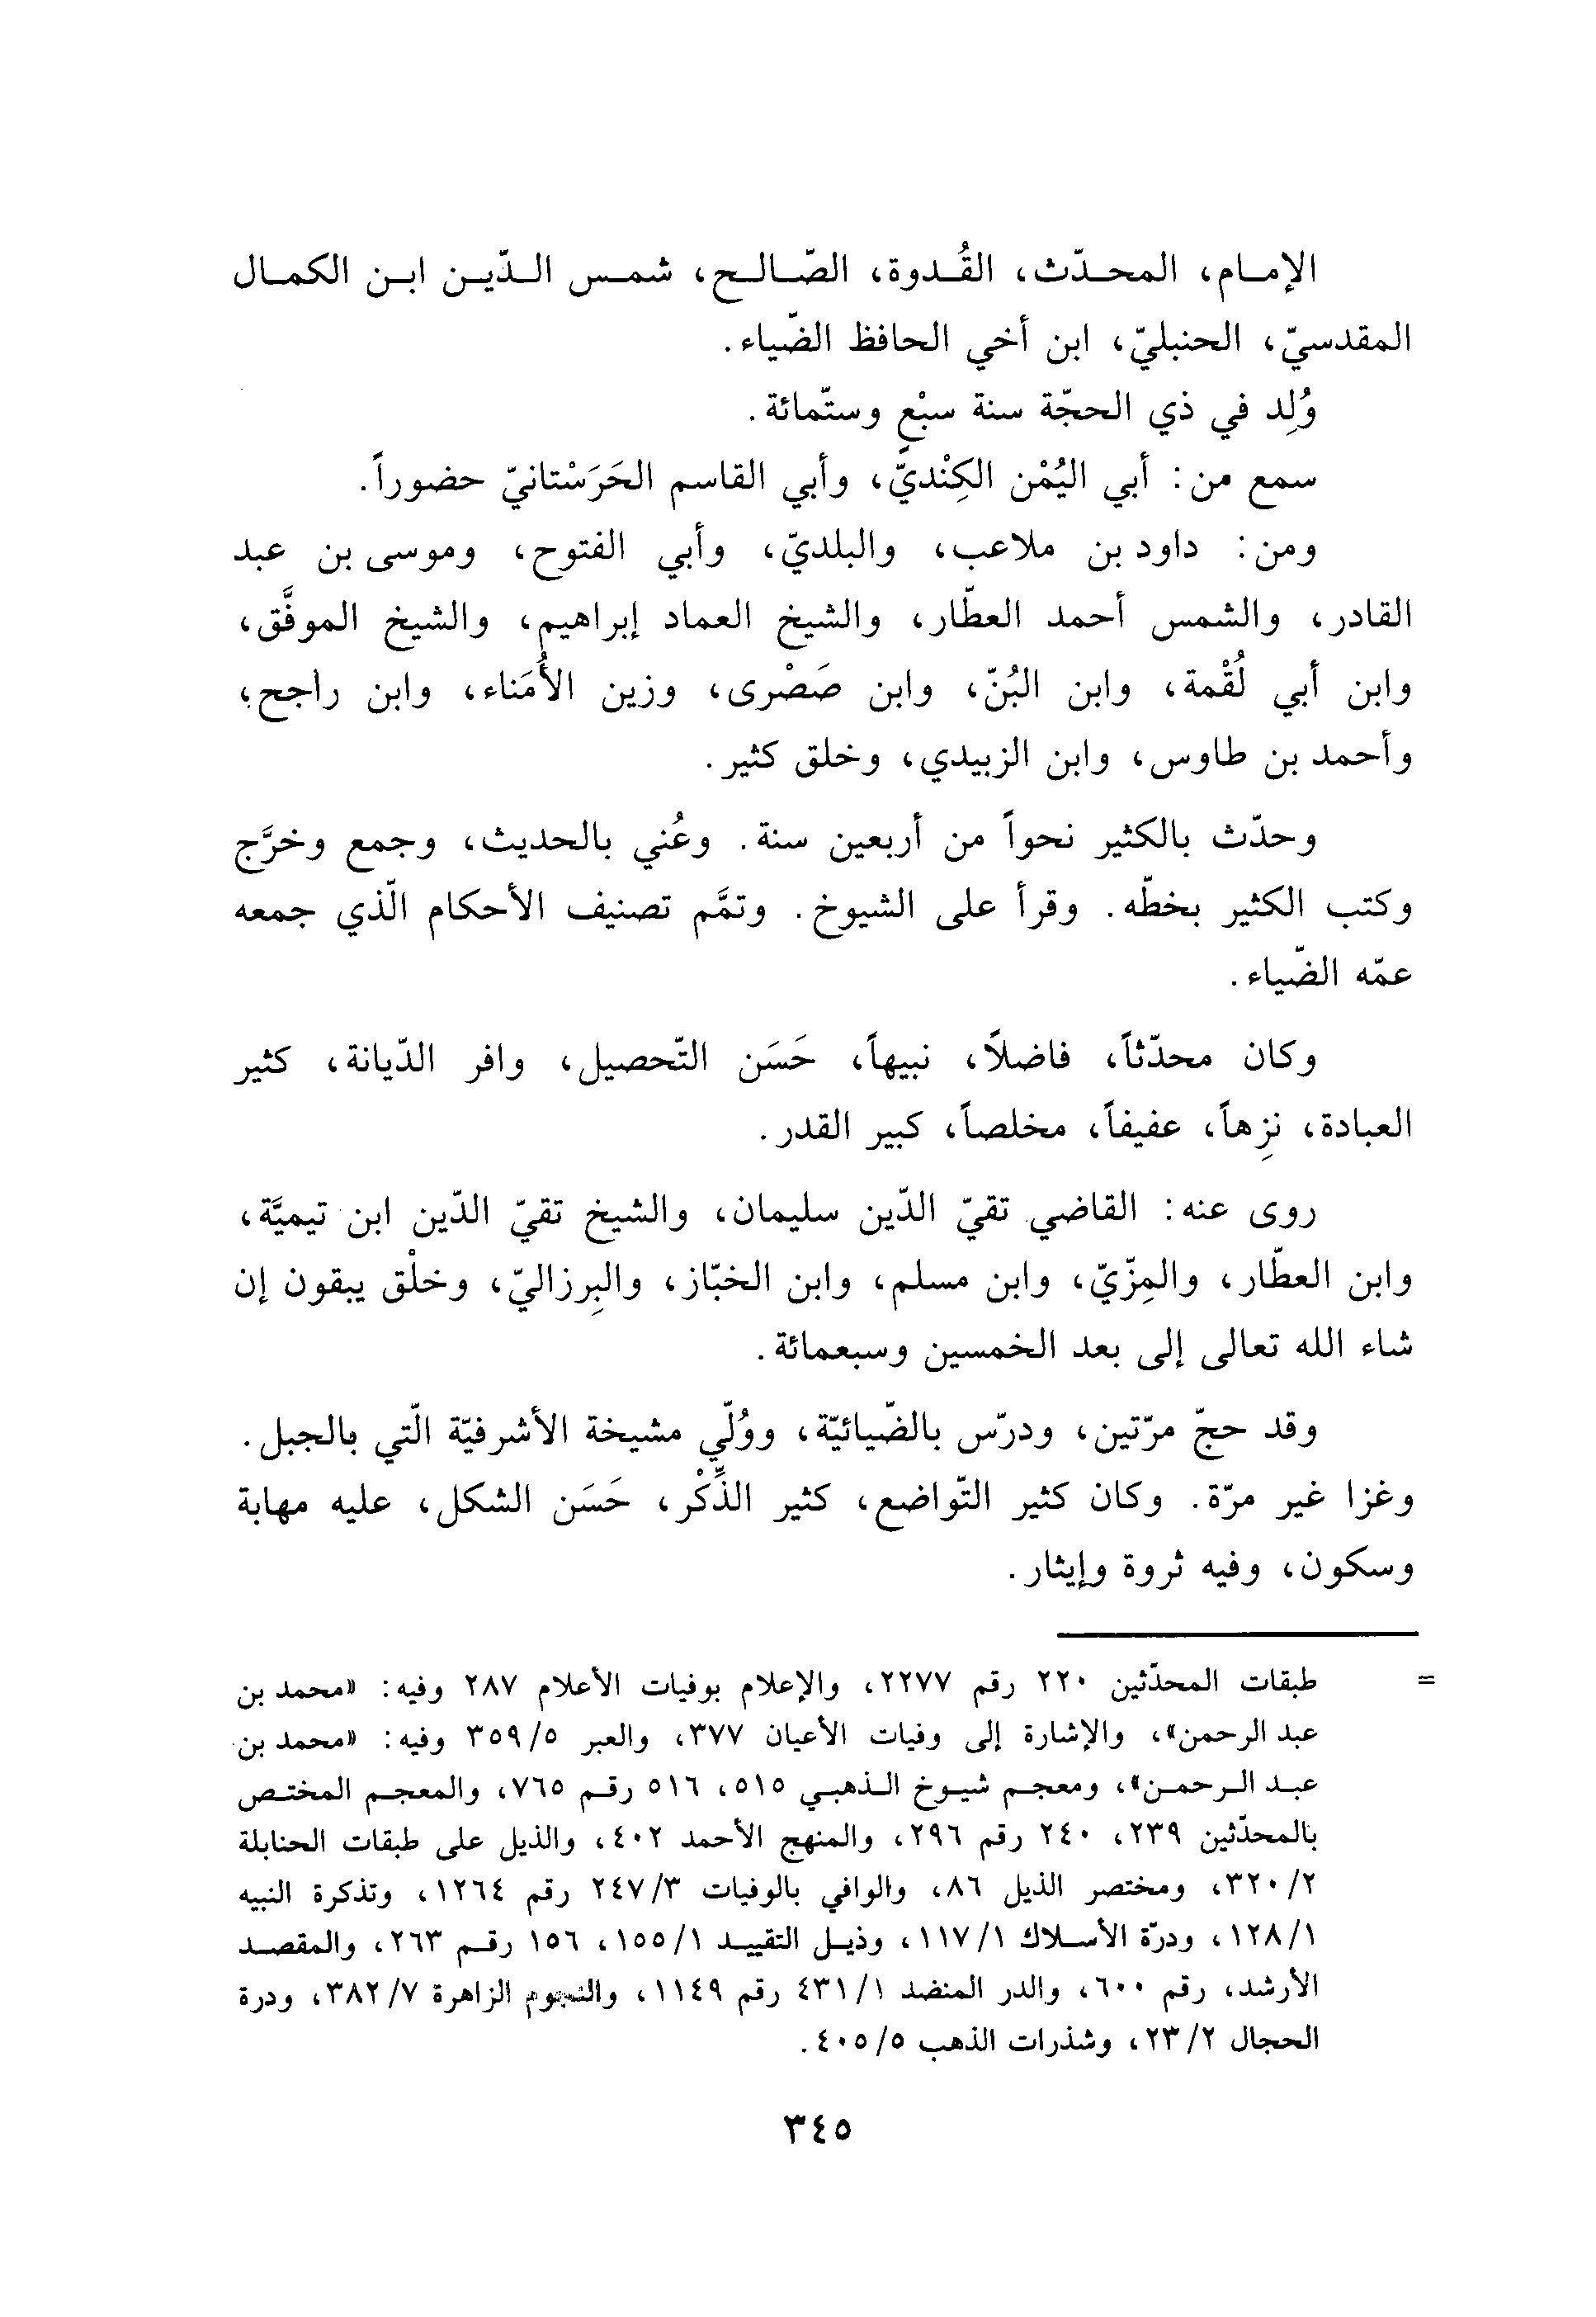 الإمام، المحدّث، القُدوة، الصّالح، شمس الدّين ابن الكمال
المقدسيّ، الحنبليّ، ابن أخي الحافظ الضّياء.
وُلِد في ذي الحجّة سنة سبْعٍ وستّمائة.
سمع من: أبي اليُمْن الكِنْديّ، وأبي القاسم الحَرَسْتانيّ حضوراً.
ومن: داود بن ملاعب، والبلديّ، وأبي الفتوح، وموسى بن عبد
القادر، والشمس أحمد العطّار، والشيخ العماد إبراهيم، والشيخ الموفَّق،
وابن أبي لُقْمة، وابن البُنّ، وابن صَصْرى، وزين الأُمَناء، وابن راجح،
وأحمد بن طاوس، وابن الزبيدي، وخلق كثير.
وحدّث بالكثير نحواً من أربعين سنة. وعُني بالحديث، وجمع وخرَّج
وكتب الكثير بخطّه. وقرأ على الشيوخ. وتمَّم تصنيف الأحكام الّذي جمعه
عمّه الضّياء.
وكان محدّثاً، فاضلاً، نبيهاً، حَسَن التّحصيل، وافر الدّيانة، كثير
العبادة، نزِهاً، عفيفاً، مخلصاً، كبير القدر.
روى عنه: القاضي تقيّ الدّين سليمان، والشيخ تقيّ الدّين ابن تيميَّة،
وابن العطّار، والمِزّيّ، وابن مسلم، وابن الخبّاز، والبِرزاليّ، وخلْق يبقون إن
شاء الله تعالى إلى بعد الخمسين وسبعمائة.
وقد حجّ مرّتين، ودرّس بالضّيائيّة، ووُلّي مشيخة الأشرفيّة الّتي بالجبل.
وغزا غير مرّة. وكان كثير التّواضع، كثير الذِّكْر، حَسَن الشكل، عليه مهابة
وسكون، وفيه ثروة وإيثار.
= طبقات المحدّثين ٢٢٠ رقم ٢٢٧٧، والإعلام بوفيات الأعلام ٢٨٧ وفيه: «محمد بن
عبد الرحمن»، والإشارة إلى وفيات الأعيان ٣٧٧، والعبر ٣٥٩/٥ وفيه: «محمد بن
عبد الرحمن»، ومعجم شيوخ الذهبي ٥١٥، ٥١٦ رقم ٧٦٥، والمعجم المختص
بالمحدّثين ٢٣٩، ٢٤٠ رقم ٢٩٦، والمنهج الأحمد ٤٠٢، والذيل على طبقات الحنابلة
٣٢٠/٢، ومختصر الذيل ٨٦، والوافي بالوفيات ٢٤٧/٣ رقم ١٢٦٤، وتذكرة النبيه
١٢٨/١، ودرّة الأسلاك ١١٧/١، وذيل التقييد ١٥٥/١، ١٥٦ رقم ٢٦٣، والمقصد
الأرشد، رقم ٦٠٠، والدر المنضد ٤٣١/١ رقم ١١٤٩، والنجوم الزاهرة ٣٨٢/٧، ودرة
الحجال ٢٣/٢، وشذرات الذهب ٤٠٥/٥.
٣٤٥